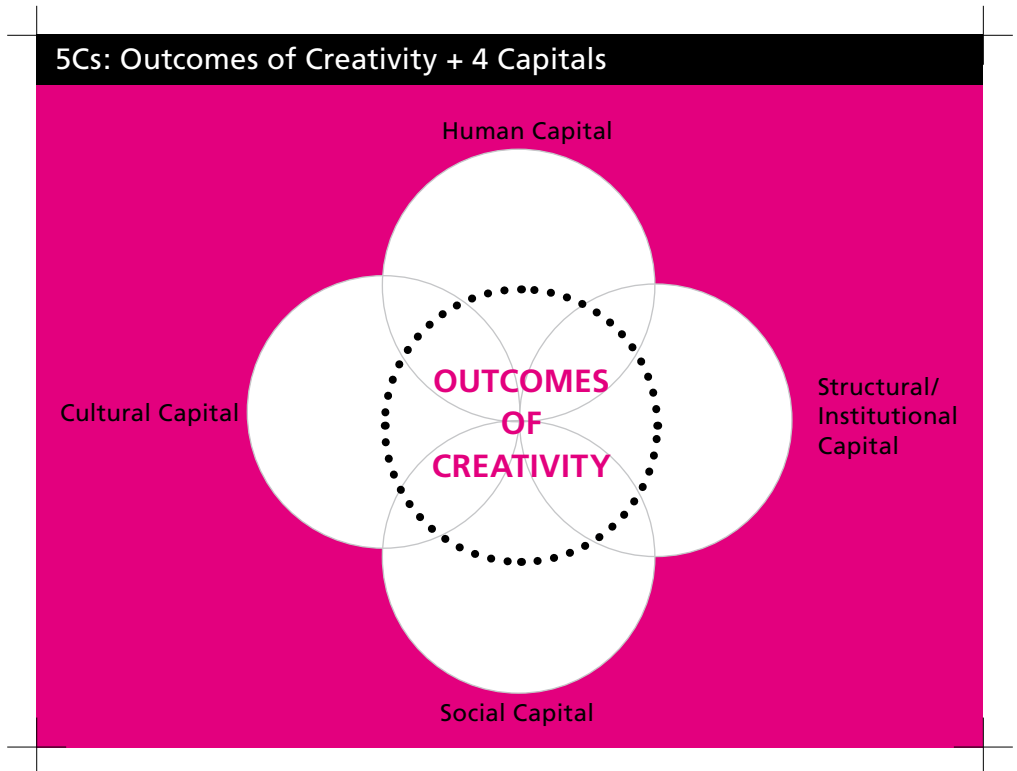 5Cs: Outcomes of Creativity + 4 Capitals
Human Capital
Cultural Capital
OUTCOMES
OF
CREATIVITY
Structural/
Institutional
Capital
Social Capital